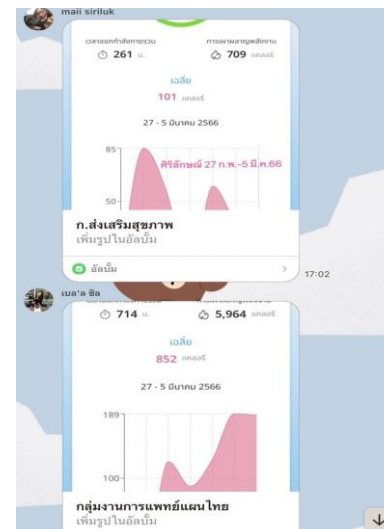 maii siriluk
เวลาออกกำลังกายรวม
การเผาผลาญพลังงาน
261 น.
709 แคลอรี
เฉลี่ย
101 แคลอรี
27 - 5 มีนาคม 2566
85
ศิริลักษณ์ 27 ก.พ.-5 มี.ค.66
50
ก.ส่งเสริมสุขภาพ
เพิ่มรูปในอัลบั้ม
อัลบั้ม
17:02
เบล'ล ซิล
714 น.
5,964 แคลอรี
เฉลี่ย
852 แคลอรี
27 - 5 มีนาคม 2566
189
100
กลุ่มงานการแพทย์แผนไทย
เพิ่มรูปในอัลบั้ม